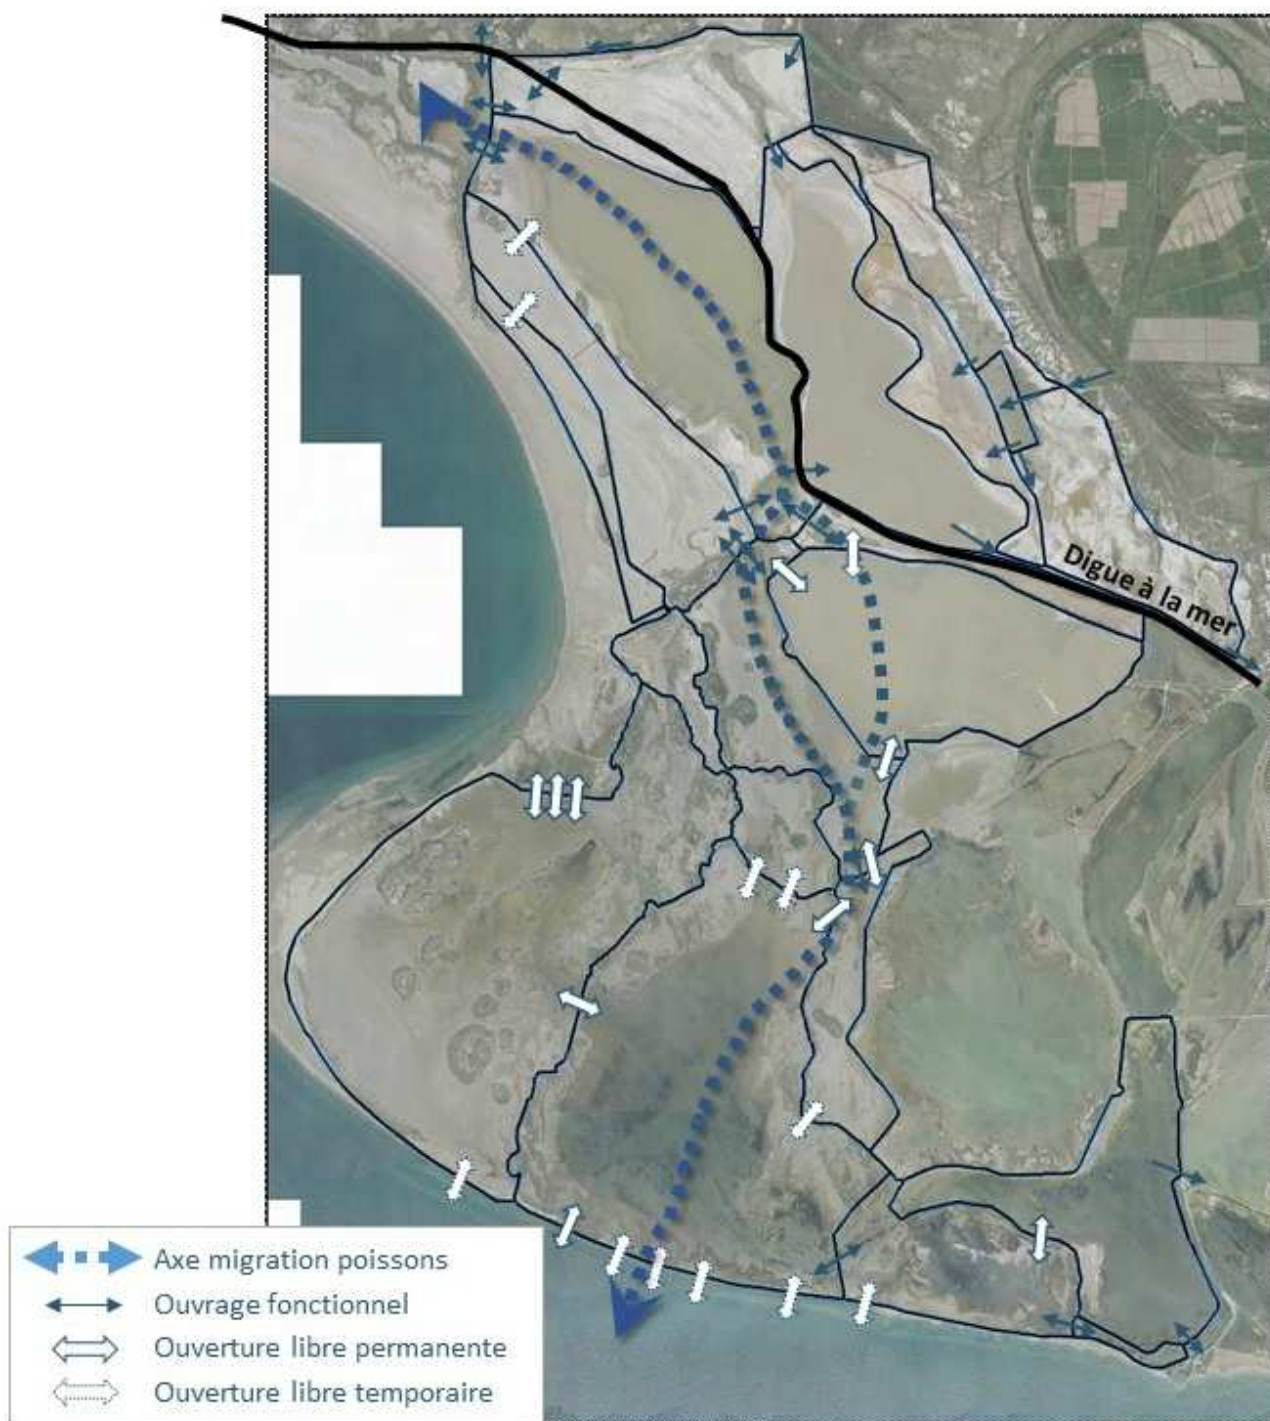 Digue à la mer
Axe migration poissons
Ouvrage fonctionnel
Ouverture libre permanente
Ouverture libre temporaire